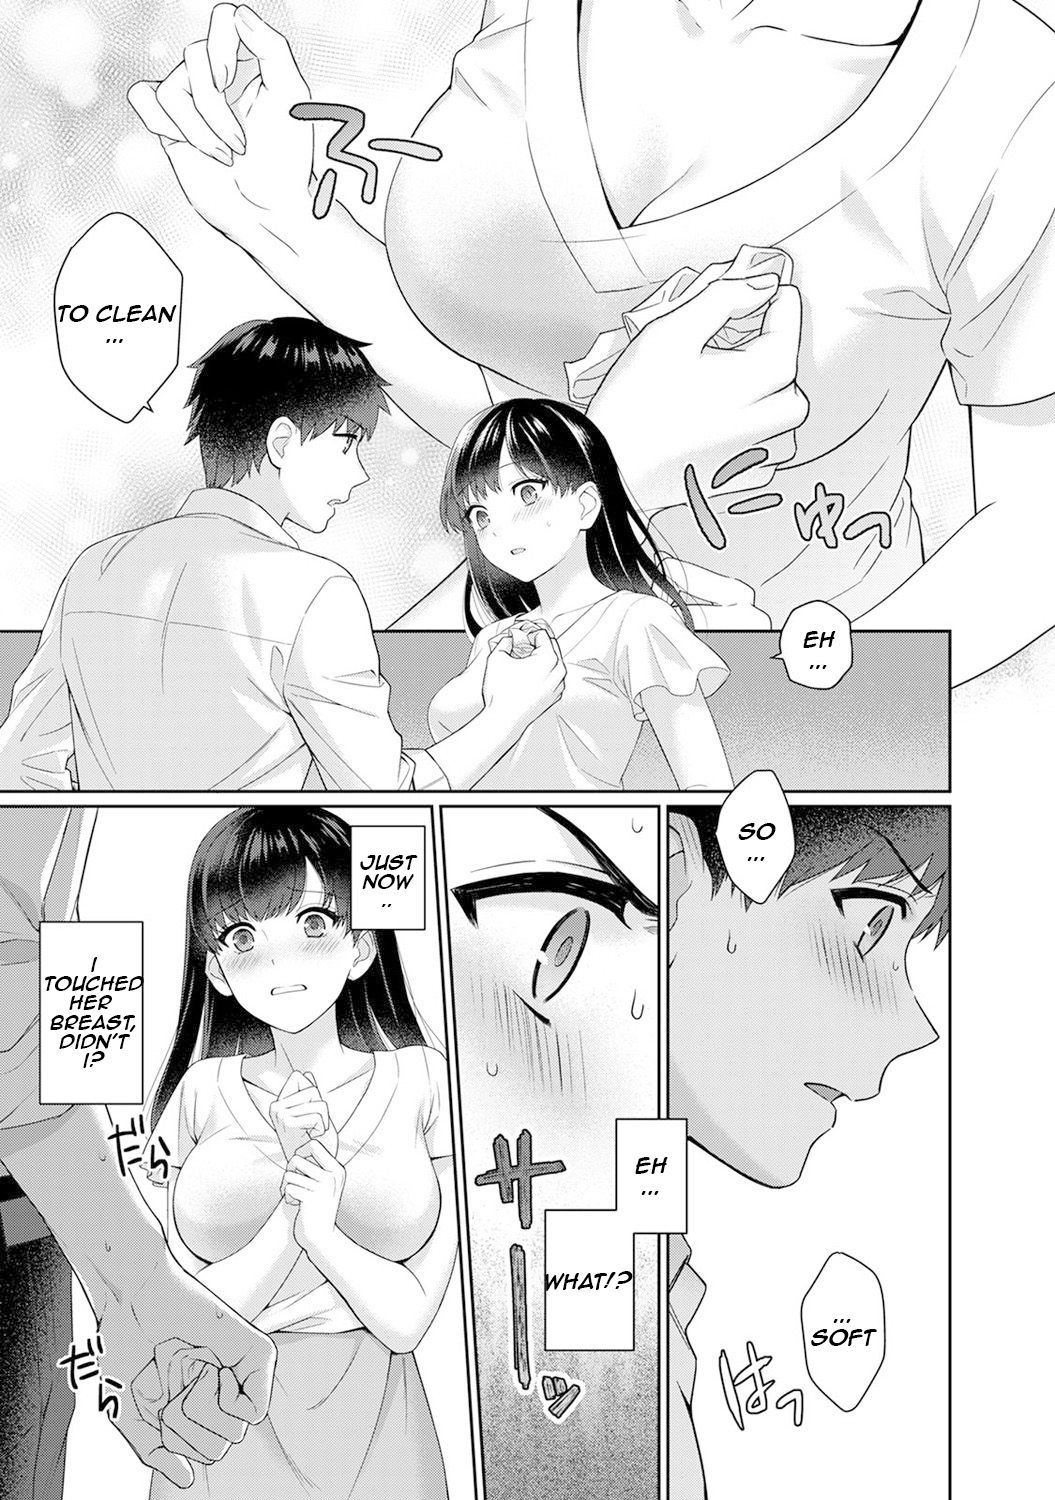 ふ
に
ゅ
っ
ふ゛ー
TO CLEAN
...
EH
...
SO
...
...
SOFT
はっ
EH
...
WHAT!?
サーッ
JUST
NOW
..
I
TOUCHED
HER
BREAST,
DIDN'T
I?
だら
だら